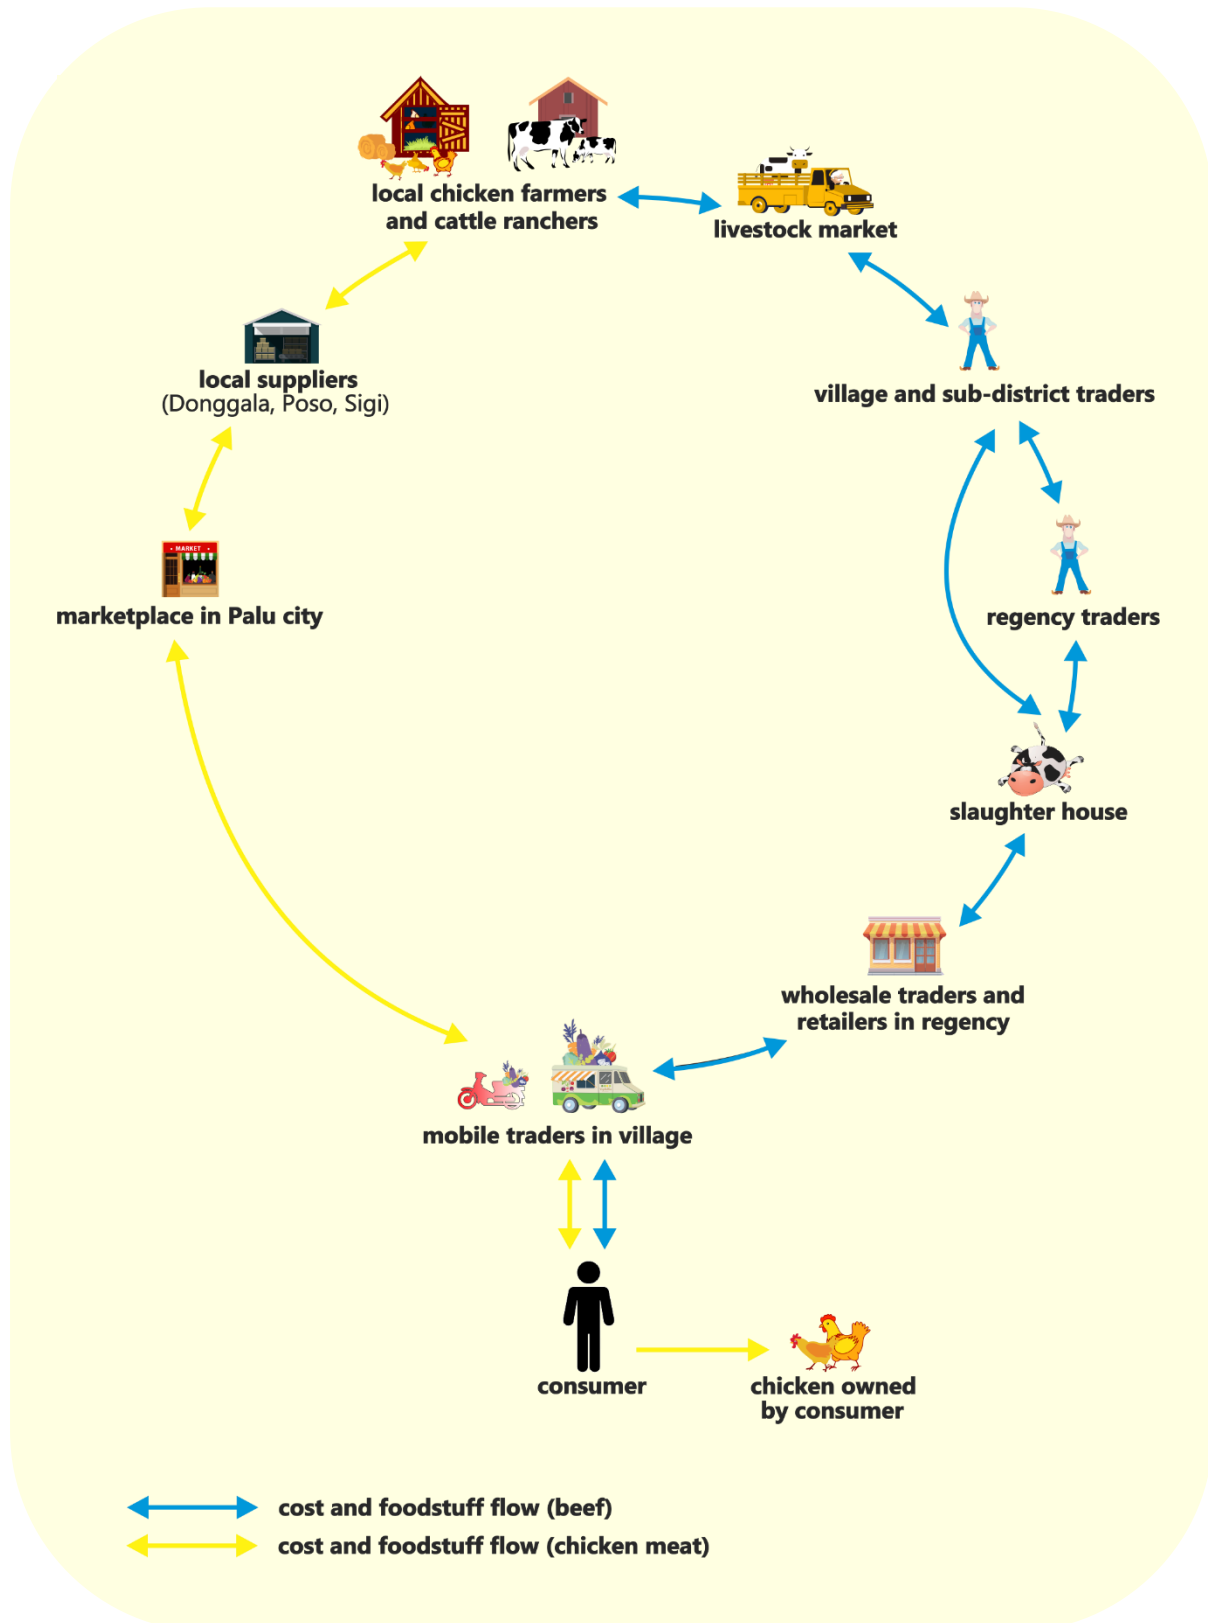 local chicken farmers
and cattle ranchers
livestock market
village and sub-district traders
local suppliers
(Donggala, Poso, Sigi)
MARKET
marketplace in Palu city
regency traders
slaughter house
wholesale traders and
retailers in regency
mobile traders in village
consumer
chicken owned
by consumer
cost and foodstuff flow (beef)
cost and foodstuff flow (chicken meat)